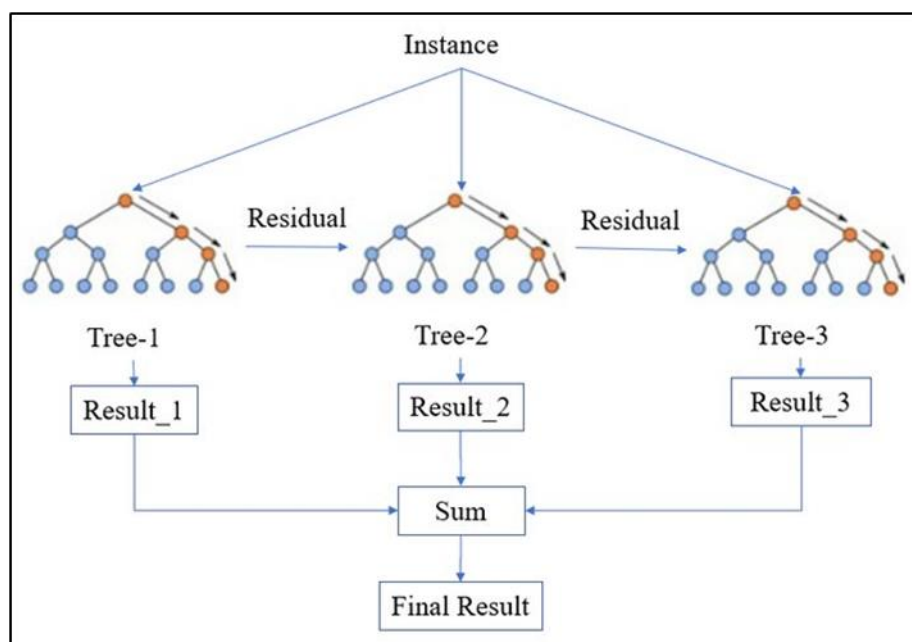 Instance
Residual
Residual
Tree-1
Tree-2
Tree-3
Result_1
Result_2
Result_3
Sum
Final Result